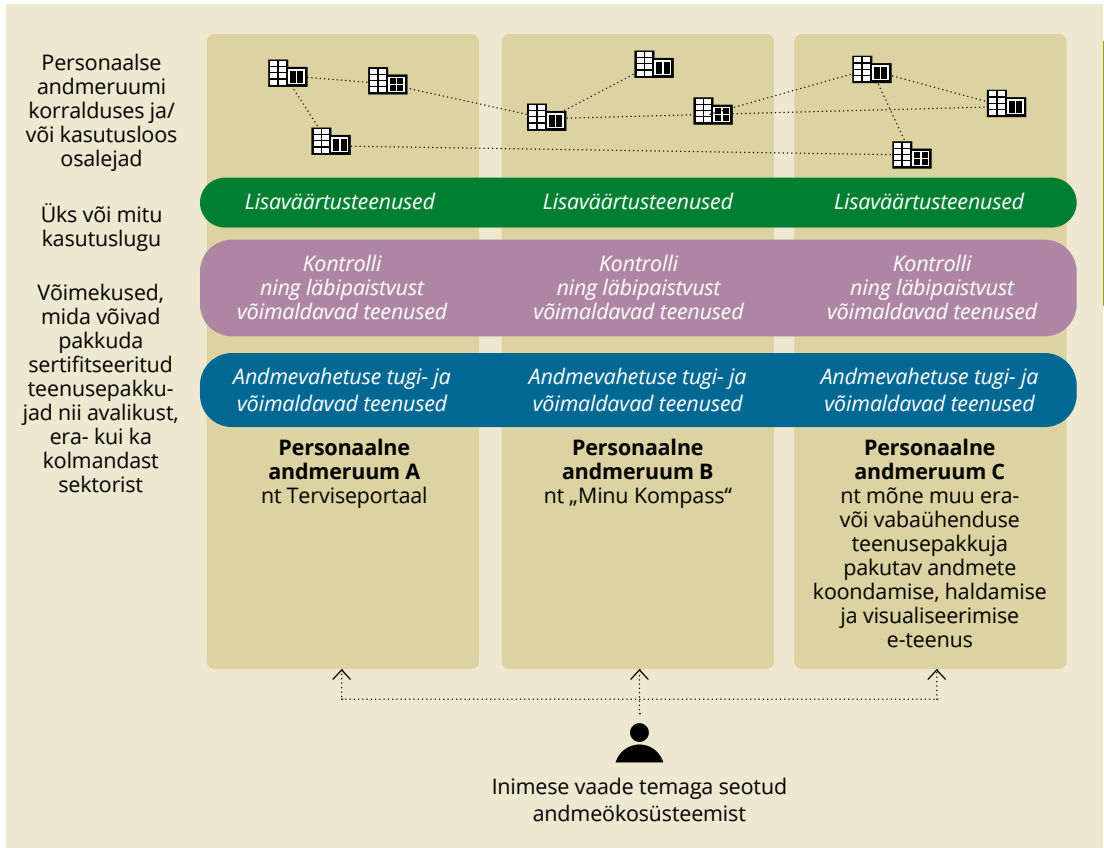 Personaalse
andmeruumi
korralduses ja/
või kasutusloos
osalejad
Üks või mitu
kasutuslugu
Võimekused,
mida võivad
pakkuda
sertifitseeritud
teenusepakku-
jad nii avalikust,
era- kui ka
kolmandast
sektorist
Lisaväärtusteenused
Lisaväärtusteenused
Lisaväärtusteenused
Kontrolli
ning läbipaistvust
võimaldavad teenused
Kontrolli
ning läbipaistvust
võimaldavad teenused
Kontrolli
ning läbipaistvust
võimaldavad teenused
Andmevahetuse tugi- ja
võimaldavad teenused
Andmevahetuse tugi- ja
võimaldavad teenused
Andmevahetuse tugi- ja
võimaldavad teenused
Personaalne
andmeruum A
nt Terviseportaal
Personaalne
andmeruum B
nt „Minu Kompass“
Personaalne
andmeruum C
nt mõne muu era-
või vabaühenduse
teenusepakkuja
pakutav andmete
koondamise, haldamise
ja visualiseerimise
e-teenus
Inimese vaade temaga seotud
andmeökosüsteemist